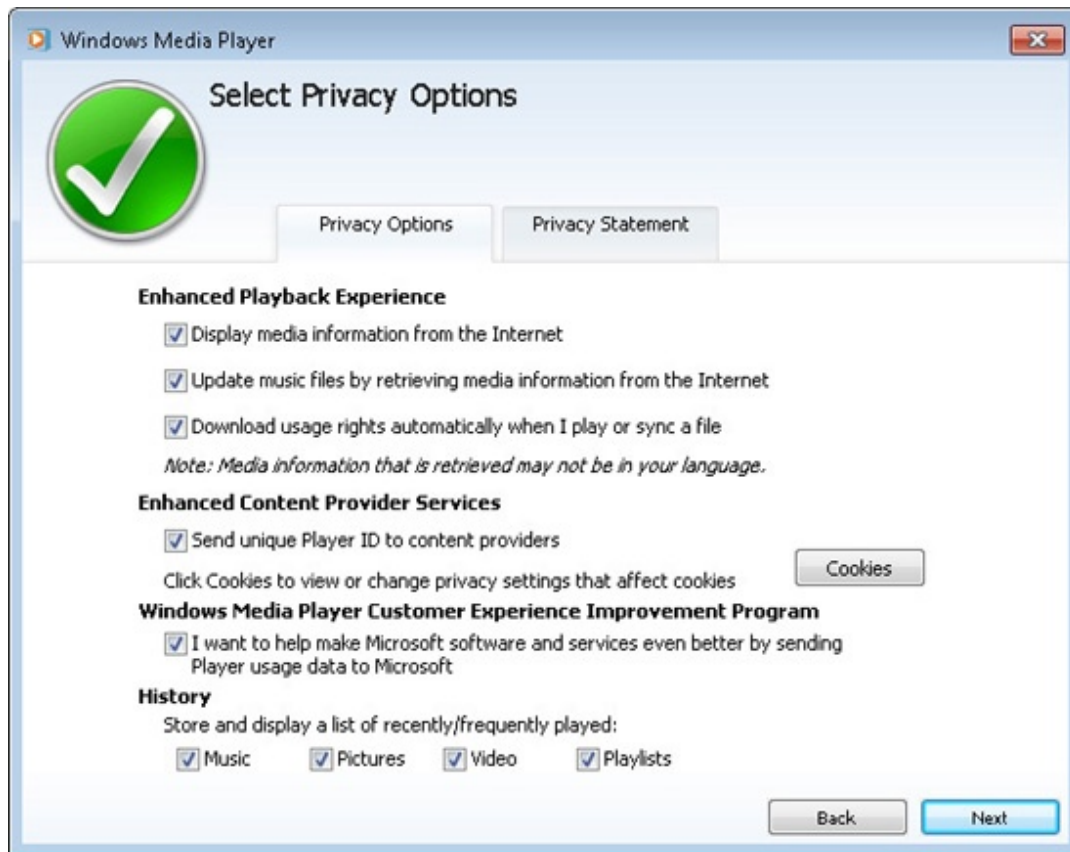 Windows Media Player
Select Privacy Options
Privacy Options
Privacy Statement
Enhanced Playback Experience
Display media information from the Internet
Update music files by retrieving media information from the Internet
Download usage rights automatically when I play or sync a file
Note: Media information that is retrieved may not be in your language.
Enhanced Content Provider Services
Send unique Player ID to content providers
Click Cookies to view or change privacy settings that affect cookies
Cookies
Windows Media Player Customer Experience Improvement Program
I want to help make Microsoft software and services even better by sending
Player usage data to Microsoft
History
Store and display a list of recently/frequently played:
Music
Pictures
Video
Playlists
Back
Next